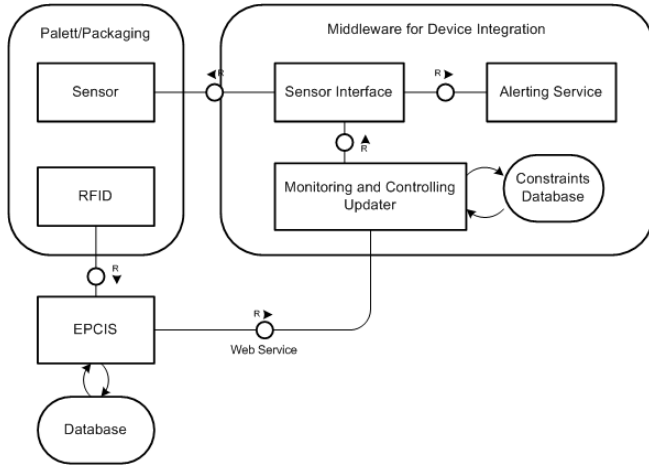 Palett/Packaging
Middleware for Device Integration
Sensor
R
Sensor Interface
R
Alerting Service
R
RFID
Monitoring and Controlling
Updater
Constraints
Database
R
EPCIS
R
Web Service
Database